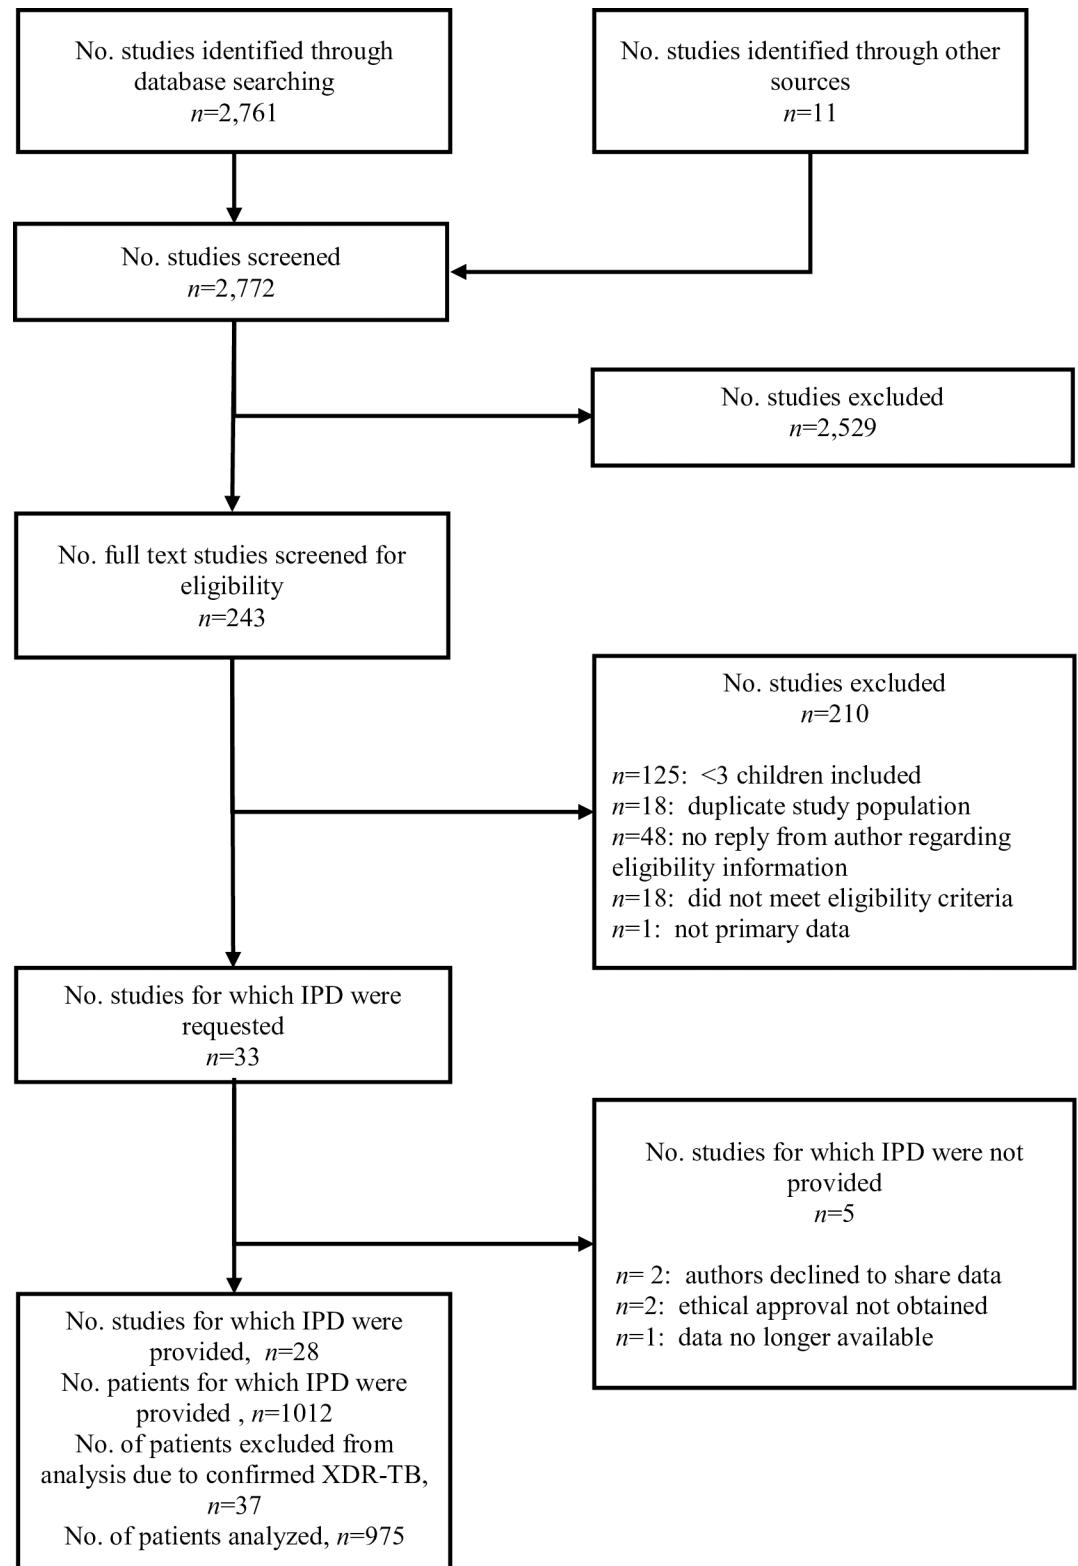 No. studies identified through
database searching
n=2,761
No. studies identified through other
sources
n=11
No. studies screened
n=2,772
No. studies excluded
n=2,529
No. full text studies screened for
eligibility
n=243
No. studies excluded
n=210
n=125:  <3 children included
n=18:  duplicate study population
n=48: no reply from author regarding
eligibility information
n=18:  did not meet eligibility criteria
n=1:  not primary data
No. studies for which IPD were
requested
n=33
No. studies for which IPD were not
provided
n=5
n= 2:  authors declined to share data
n=2:  ethical approval not obtained
n=1:  data no longer available
No. studies for which IPD were
provided,  n=28
No. patients for which IPD were
provided , n=1012
No. of patients excluded from
analysis due to confirmed XDR-TB,
n=37
No. of patients analyzed, n=975